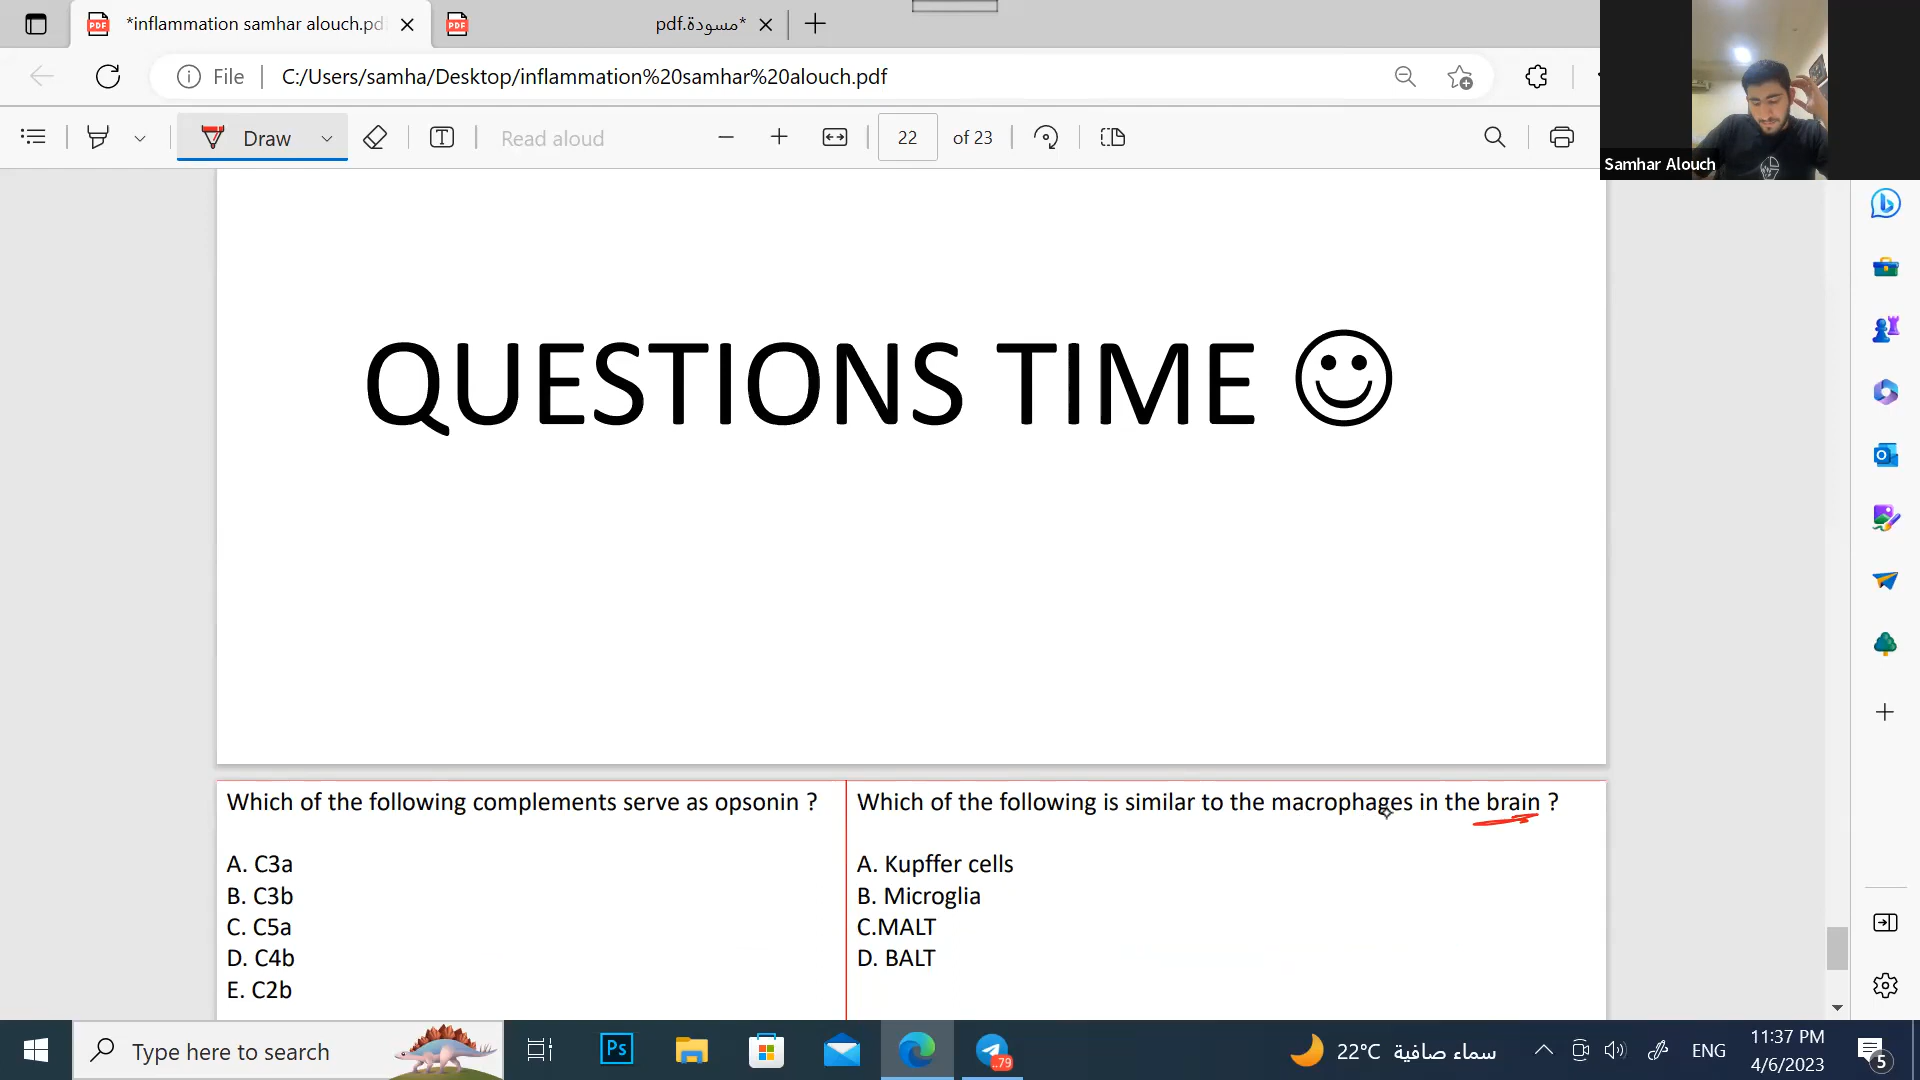 *inflammation samhar alouch.pd
*مسودة.pdf
File
C:/Users/samha/Desktop/inflammation%20samhar%20alouch.pdf
Draw
Read aloud
22
of 23
Samhar Alouch
QUESTIONS TIME
Which of the following complements serve as opsonin ?
A. C3a
B. C3b
C. C5a
D. C4b
E. C2b
Which of the following is similar to the macrophages in the brain ?
A. Kupffer cells
B. Microglia
C.MALT
D. BALT
Type here to search
Ps
..79
22°C سماء صافية
ENG
11:37 PM
4/6/2023
5